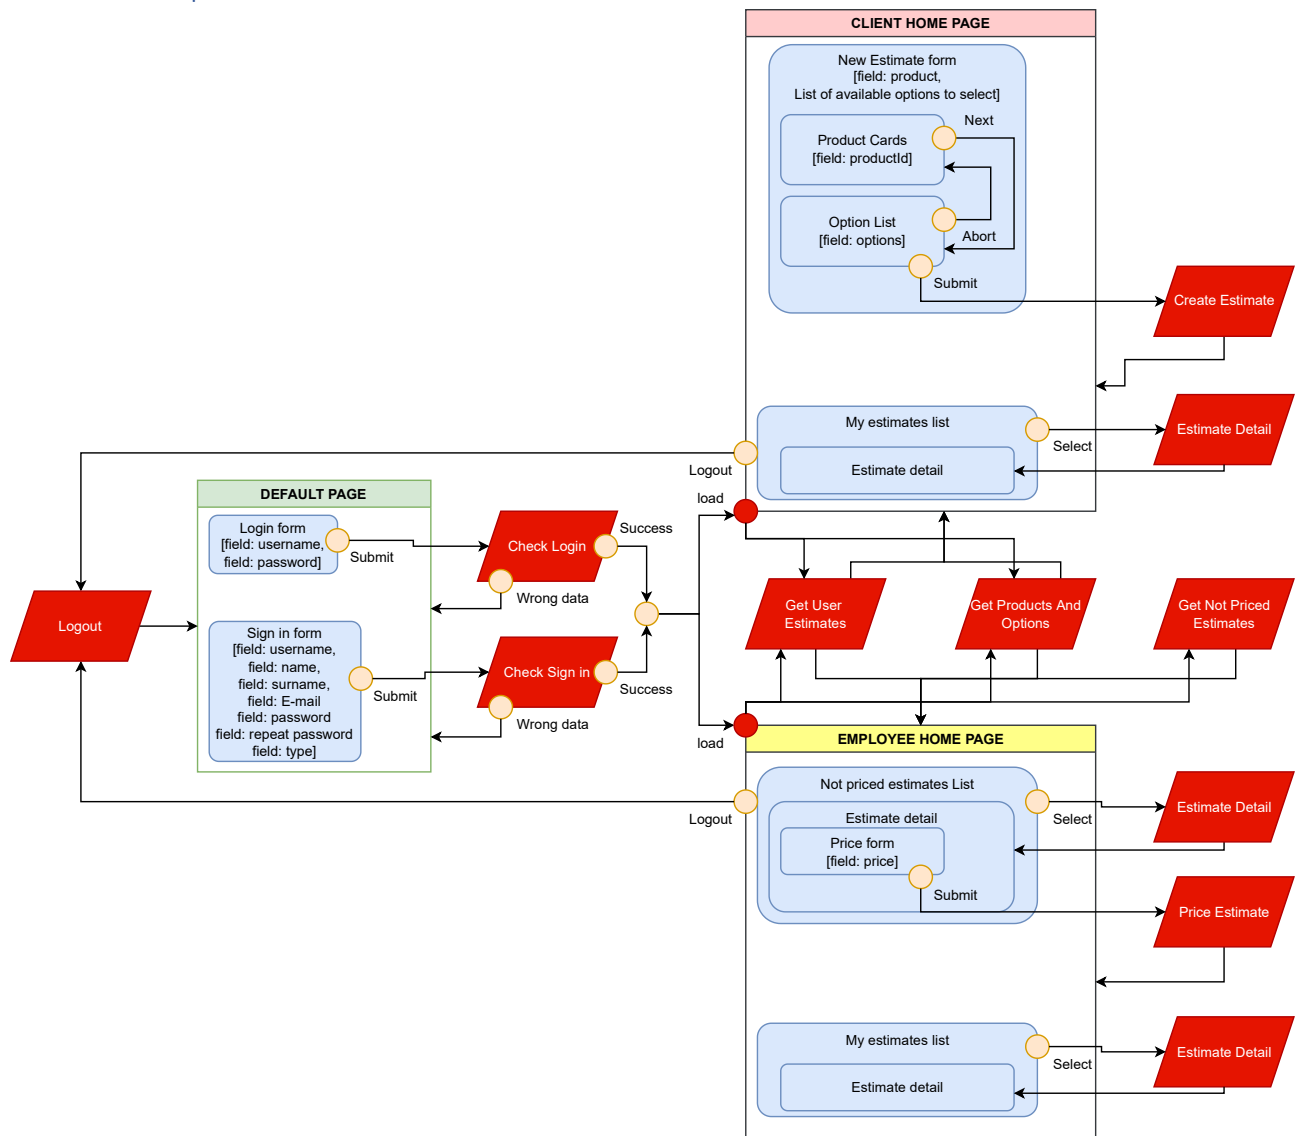 CLIENT HOME PAGE
New Estimate form
[field: product,
List of available options to select]
Next
Product Cards
[field: productId]
Option List
[field: options]
Abort
Submit
Create Estimate
My estimates list
Estimate Detail
Select
Logout
Estimate detail
load
DEFAULT PAGE
Login form
[field: username,
field: password]
Submit
Check Login
Success
Wrong data
Logout
Sign in form
[field: username,
field: name,
field: surname,
field: E-mail
field: password
field: repeat password
field: type]
Submit
Check Sign in
Success
Wrong data
Get User
Estimates
Get Products And
Options
Get Not Priced
Estimates
load
EMPLOYEE HOME PAGE
Not priced estimates List
Estimate detail
Logout
Select
Estimate Detail
Price form
[field: price]
Submit
Price Estimate
My estimates list
Select
Estimate Detail
Estimate detail